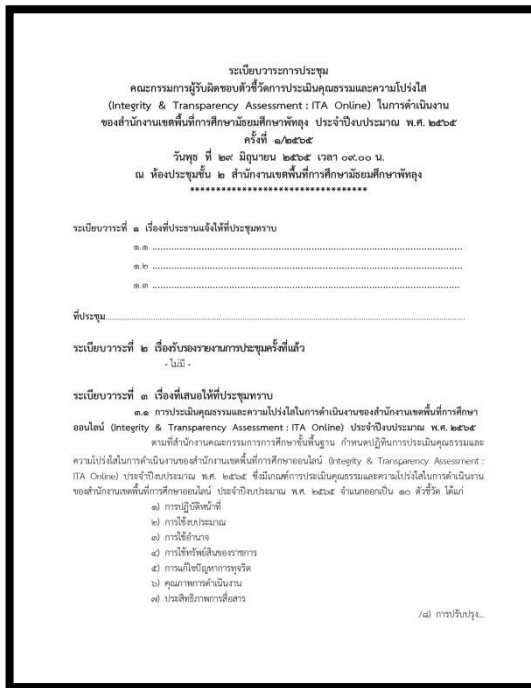 ระเบียบวาระการประชุม
คณะกรรมการผู้รับผิดชอบตัวชี้วัดการประเมินคุณธรรมและความโปร่งใส
(Integrity & Transparency Assessment : ITA Online) ในการดำเนินงาน
ของสำนักงานเขตพื้นที่การศึกษามัธยมศึกษาพัทลุง ประจำปีงบประมาณ พ.ศ. ๒๕๖๕
ครั้งที่ ๑/๒๕๖๕
วันพุธ ที่ ๒๙ มิถุนายน ๒๕๖๕ เวลา ๐๙.๐๐ น.
ณ ห้องประชุมชั้น ๒ สำนักงานเขตพื้นที่การศึกษามัธยมศึกษาพัทลุง
***********************************
ระเบียบวาระที่ ๑ เรื่องที่ประธานแจ้งให้ที่ประชุมทราบ
๑.๑ ................................................................................
๑.๒ ................................................................................
๑.๓ ................................................................................
ที่ประชุม................................................................................
ระเบียบวาระที่ ๒ เรื่องรับรองรายงานการประชุมครั้งที่แล้ว
- ไม่มี -
ระเบียบวาระที่ ๓ เรื่องที่เสนอให้ที่ประชุมทราบ
๓.๑ การประเมินคุณธรรมและความโปร่งใสในการดำเนินงานของสำนักงานเขตพื้นที่การศึกษา
ออนไลน์ (Integrity & Transparency Assessment : ITA Online) ประจำปีงบประมาณ พ.ศ. ๒๕๖๕
ตามที่สำนักงานคณะกรรมการการศึกษาขั้นพื้นฐาน กำหนดปฏิทินการประเมินคุณธรรมและ
ความโปร่งใสในการดำเนินงานของสำนักงานเขตพื้นที่การศึกษาออนไลน์ (Integrity & Transparency Assessment :
ITA Online) ประจำปีงบประมาณ พ.ศ. ๒๕๖๕ ซึ่งมีเกณฑ์การประเมินคุณธรรมและความโปร่งใสในการดำเนินงาน
ของสำนักงานเขตพื้นที่การศึกษาออนไลน์ ประจำปีงบประมาณ พ.ศ. ๒๕๖๕ จำแนกออกเป็น ๑๐ ตัวชี้วัด ได้แก่
๑) การปฏิบัติหน้าที่
๒) การใช้งบประมาณ
๓) การใช้อำนาจ
๔) การใช้ทรัพย์สินของราชการ
๕) การแก้ไขปัญหาการทุจริต
๖) คุณภาพการดำเนินงาน
๗) ประสิทธิภาพการสื่อสาร
/๘) การปรับปรุง...